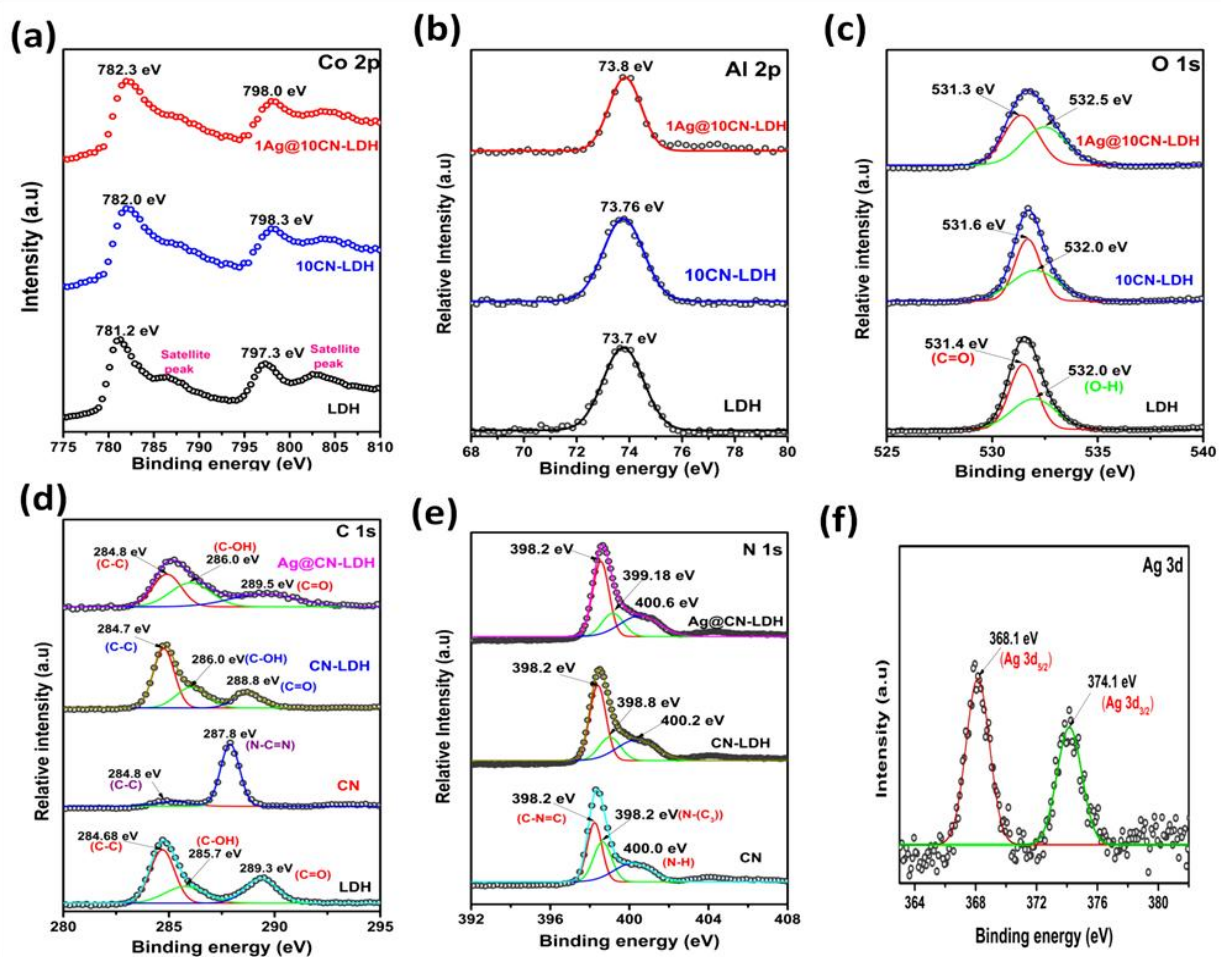 (a)
Co 2p
782.3 eV
798.0 eV
1Ag@10CN-LDH
782.0 eV
798.3 eV
10CN-LDH
781.2 eV
Satellite
peak
797.3 eV
Satellite
peak
LDH
Intensity (a.u)
775 780 785 790 795 800 805 810
Binding energy (eV)
(b)
Al 2p
73.8 eV
1Ag@10CN-LDH
73.76 eV
10CN-LDH
73.7 eV
LDH
Relative Intensity (a.u)
68 70 72 74 76 78 80
Binding energy (eV)
(c)
O 1s
531.3 eV
532.5 eV
1Ag@10CN-LDH
531.6 eV
532.0 eV
10CN-LDH
531.4 eV
(C=O)
532.0 eV
(O-H)
LDH
Relative intensity (a.u)
525 530 535 540
Binding energy (eV)
(d)
C 1s
284.8 eV
(C-C)
(C-OH)
286.0 eV
289.5 eV (C=O)
Ag@CN-LDH
284.7 eV
(C-C)
286.0 eV (C-OH)
288.8 eV (C=O)
CN-LDH
287.8 eV
(N-C=N)
284.8 eV
(C-C)
CN
284.68 eV
(C-C)
(C-OH)
285.7 eV
289.3 eV (C=O)
LDH
Relative intensity (a.u)
280 285 290 295
Binding energy (eV)
(e)
N 1s
398.2 eV
399.18 eV
400.6 eV
Ag@CN-LDH
398.2 eV
398.8 eV
400.2 eV
CN-LDH
398.2 eV
(C-N=C)
398.2 eV (N-(C₃))
400.0 eV
(N-H)
CN
Relative Intensity (a.u)
392 396 400 404 408
Binding energy (eV)
(f)
Ag 3d
368.1 eV
(Ag 3d₅/₂)
374.1 eV
(Ag 3d₃/₂)
Intensity (a.u)
364 368 372 376 380
Binding energy (eV)